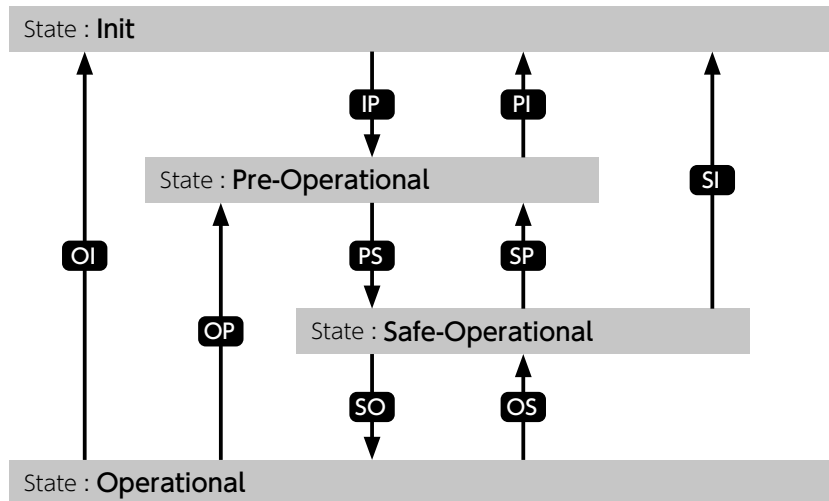 State : Init
IP
PI
State : Pre-Operational
SI
OI
PS
SP
OP
State : Safe-Operational
SO
OS
State : Operational